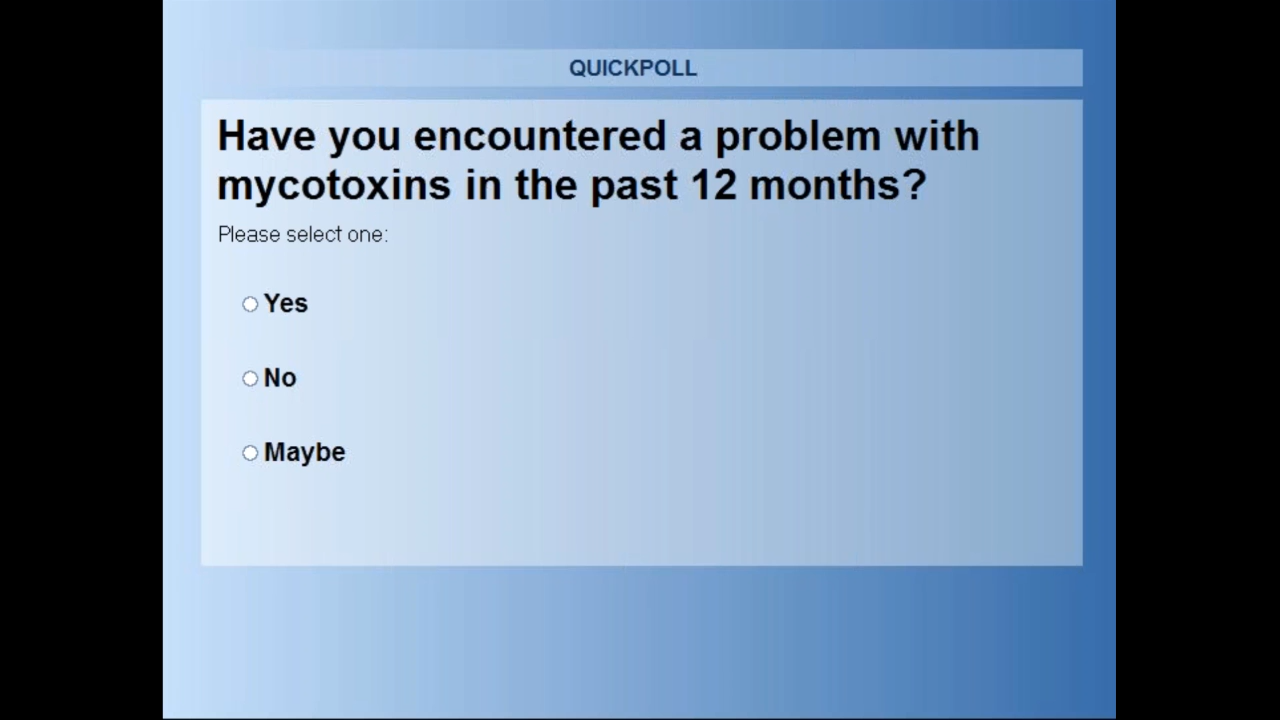 QUICKPOLL
Have you encountered a problem with
mycotoxins in the past 12 months?
Please select one:
Yes
No
Maybe